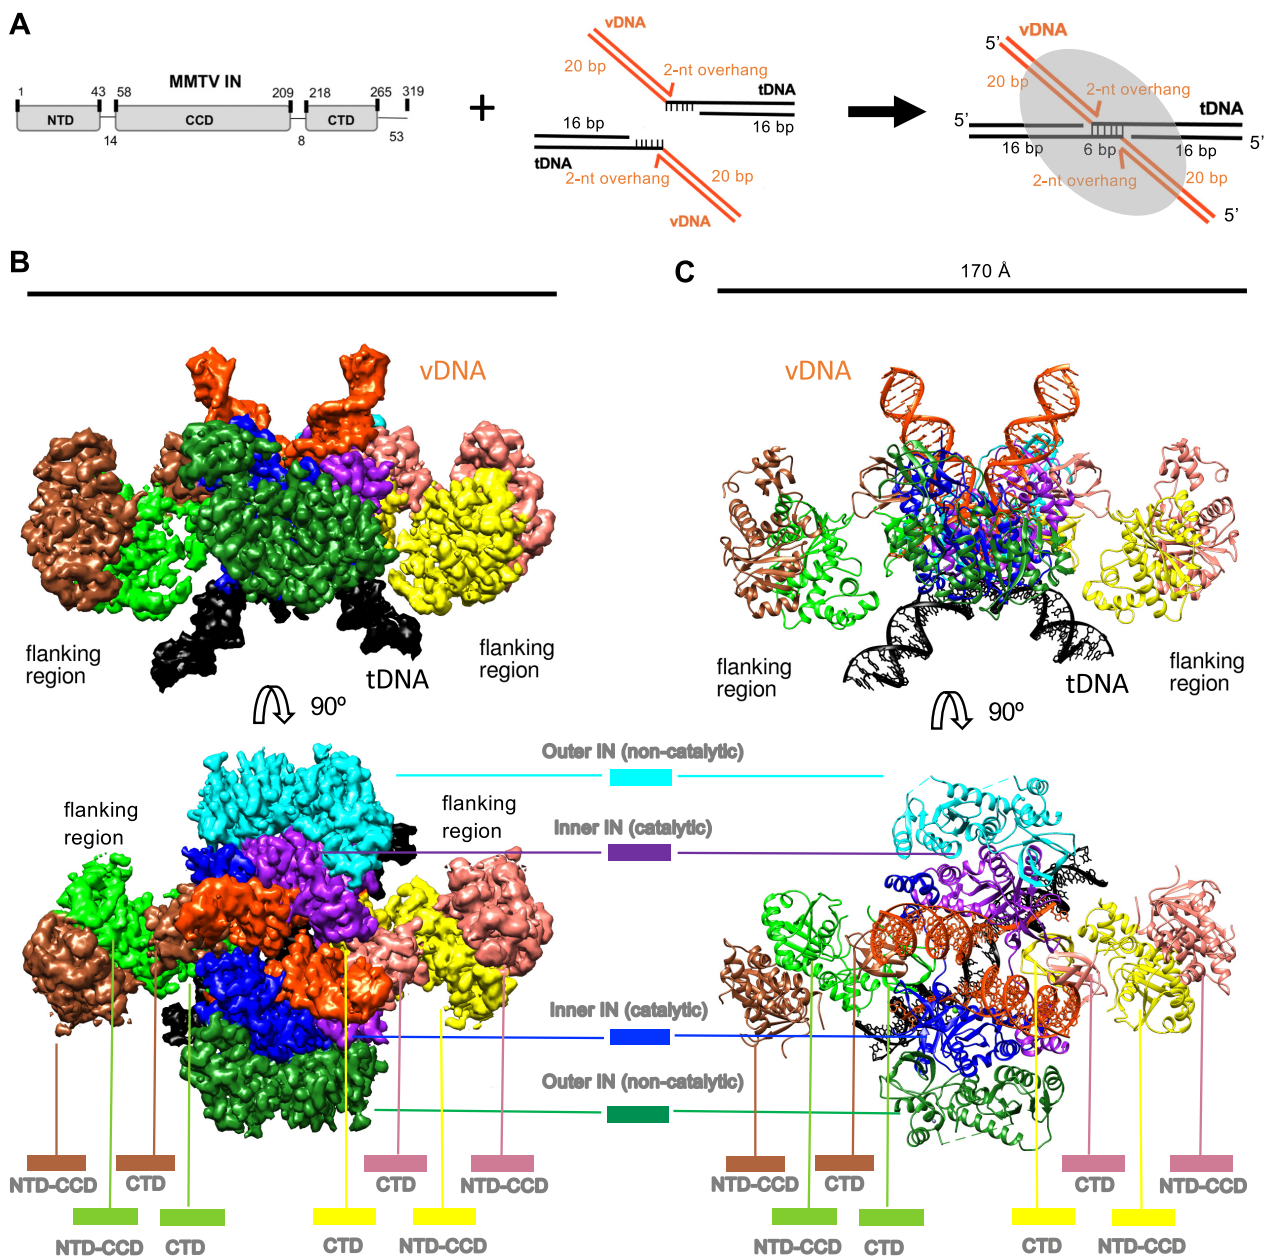 A
MMTV IN
1
43
58
209
218
265
319
NTD
CCD
CTD
14
8
53
vDNA
20 bp
2-nt overhang
tDNA
16 bp
16 bp
tDNA
2-nt overhang
20 bp
vDNA
5’
vDNA
20 bp
2-nt overhang
tDNA
5’
5’
16 bp
6 bp
16 bp
2-nt overhang
20 bp
5’
B
vDNA
flanking
region
flanking
region
tDNA
90º
C
170 Å
vDNA
flanking
region
flanking
region
tDNA
90º
flanking
region
flanking
region
Outer IN (non-catalytic)
Inner IN (catalytic)
Inner IN (catalytic)
Outer IN (non-catalytic)
NTD-CCD
CTD
CTD
NTD-CCD
NTD-CCD
CTD
CTD
NTD-CCD
NTD-CCD
CTD
CTD
NTD-CCD
NTD-CCD
CTD
CTD
NTD-CCD